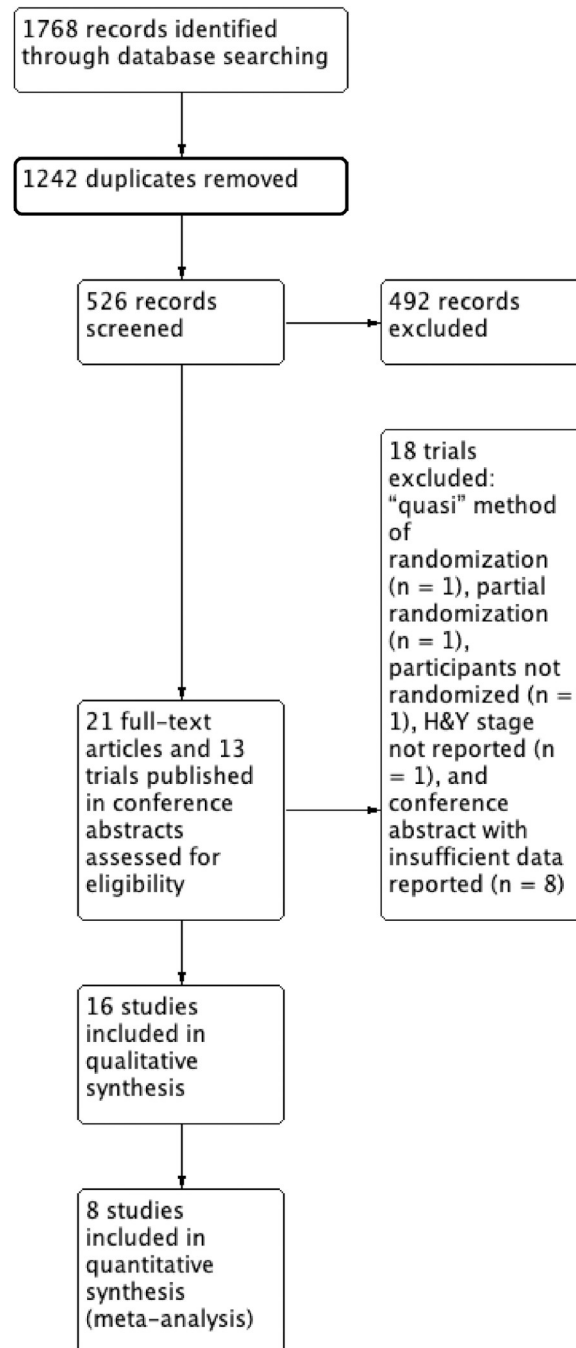 1768 records identified
through database searching
1242 duplicates removed
526 records
screened
492 records
excluded
18 trials
excluded:
“quasi” method
of
randomization
(n = 1), partial
randomization
(n = 1),
participants not
randomized (n =
1), H&Y stage
not reported (n
= 1), and
conference
abstract with
insufficient data
reported (n = 8)
21 full-text
articles and 13
trials published
in conference
abstracts
assessed for
eligibility
16 studies
included in
qualitative
synthesis
8 studies
included in
quantitative
synthesis
(meta-analysis)